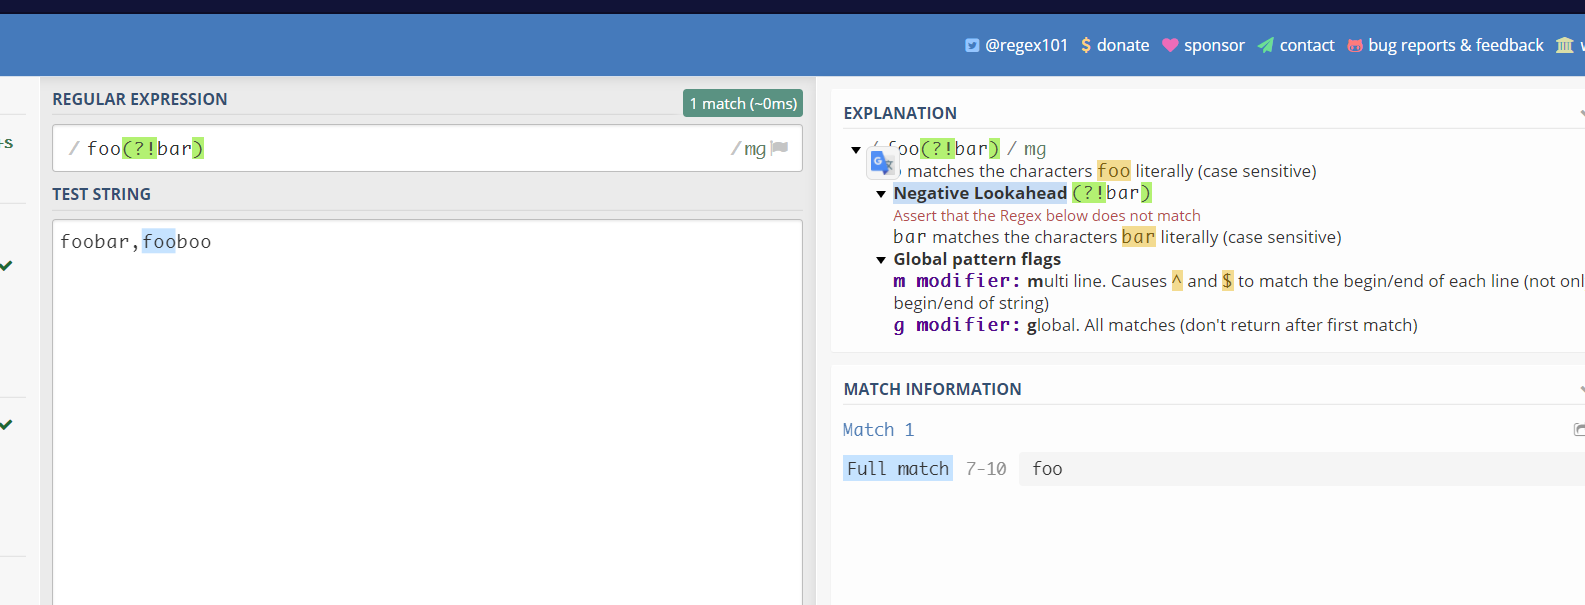 @regex101 $ donate sponsor contact bug reports & feedback
REGULAR EXPRESSION
1 match (~0ms)
/ foo(?!bar) / mg
TEST STRING
foobar,fooboo
EXPLANATION
/ foo(?!bar) / mg
matches the characters foo literally (case sensitive)
Negative Lookahead (?!bar)
Assert that the Regex below does not match
bar matches the characters bar literally (case sensitive)
Global pattern flags
m modifier: multi line. Causes ^ and $ to match the begin/end of each line (not onl
begin/end of string)
g modifier: global. All matches (don't return after first match)
MATCH INFORMATION
Match 1
Full match 7-10 foo